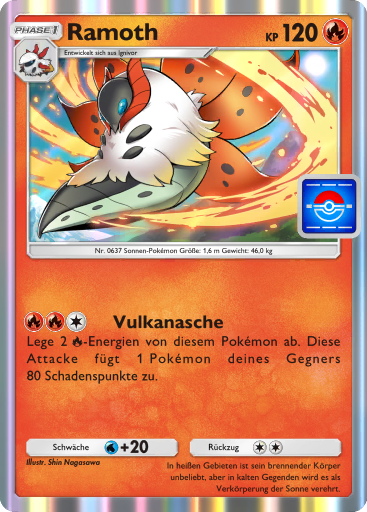 PHASE 1
Ramoth
KP 120
Entwickelt sich aus Ignivor
Nr. 0637 Sonnen-Pokémon Größe: 1,6 m Gewicht: 46,0 kg
Vulkanasche
Lege 2 -Energien von diesem Pokémon ab. Diese
Attacke fügt 1 Pokémon deines Gegners
80 Schadenspunkte zu.
Schwäche +20
Rückzug
Illustr. Shin Nagasawa
In heißen Gebieten ist sein brennender Körper
unbeliebt, aber in kalten Gegenden wird es als
Verkörperung der Sonne verehrt.